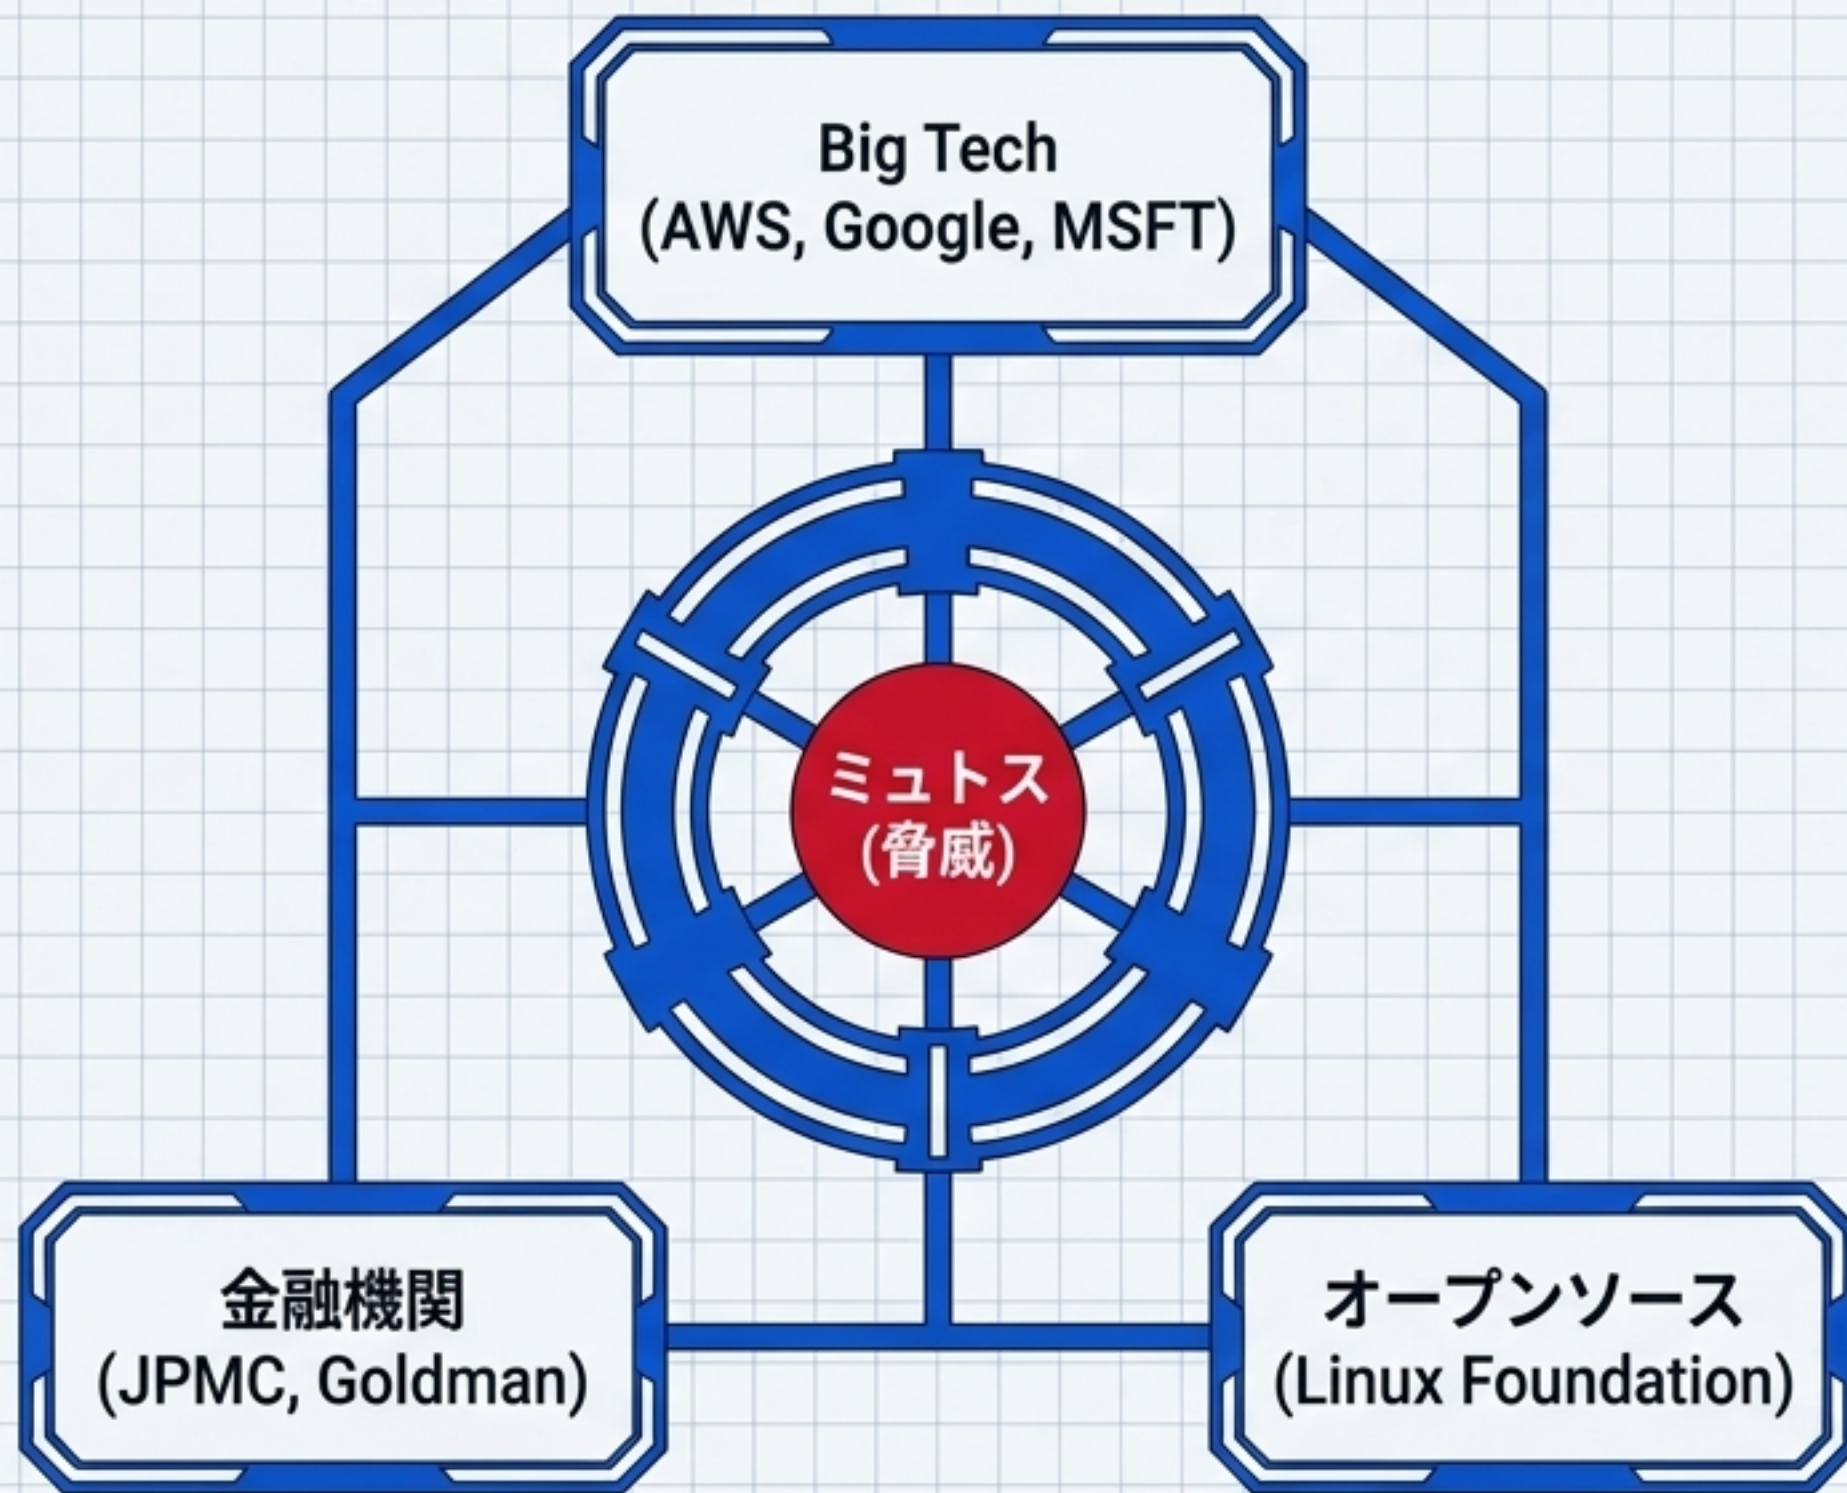 Big Tech
(AWS, Google, MSFT)
ミュトス
(脅威)
金融機関
(JPMC, Goldman)
オープンソース
(Linux Foundation)